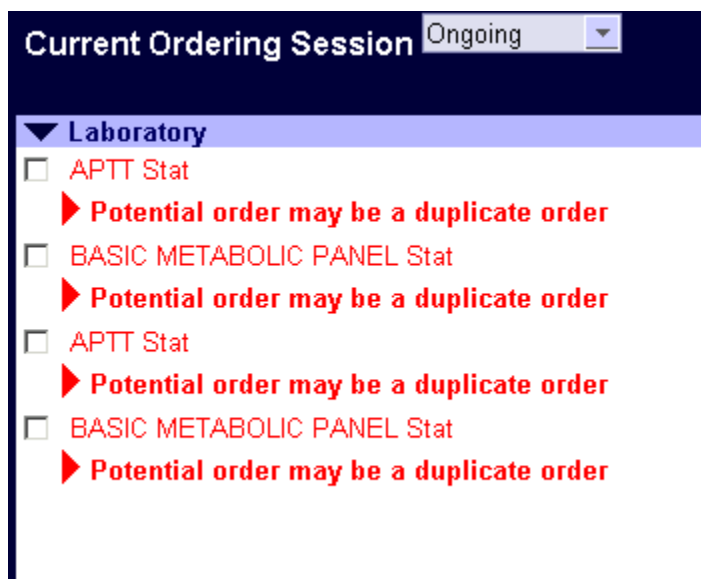 Current Ordering Session Ongoing
Laboratory
APTT Stat
Potential order may be a duplicate order
BASIC METABOLIC PANEL Stat
Potential order may be a duplicate order
APTT Stat
Potential order may be a duplicate order
BASIC METABOLIC PANEL Stat
Potential order may be a duplicate order